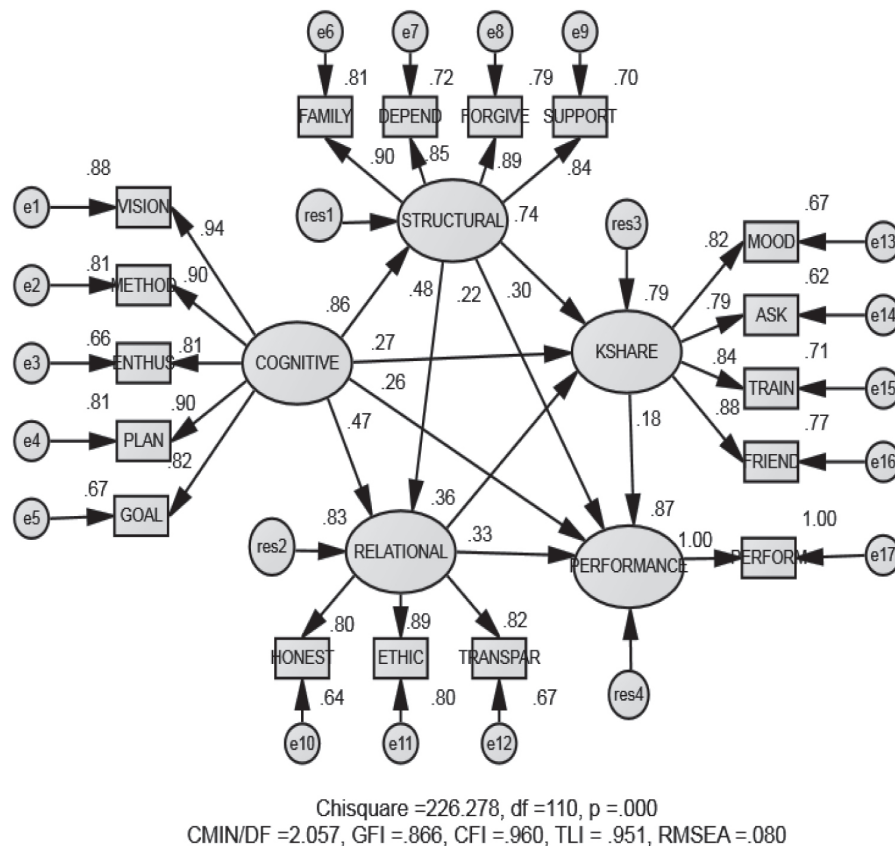 e6 e7 e8 e9
.81 .72 .79 .70
FAMILY DEPEND FORGIVE SUPPORT
.90 .85 .89 .84
.88
e1 VISION
.94
res1 STRUCTURAL .74
res3
.67
MOOD e13
.82
.81
e2 METHOD
.90
.86 .48 .22 .30
.79
.62
.79 ASK e14
.66
e3 ENTHUS .81
COGNITIVE
.27
KSHARE
.71
.84 TRAIN e15
.26
.81
e4 PLAN
.90
.47
.18
.88
.77
FRIEND e16
.82
.67
e5 GOAL
.36
.83
res2 RELATIONAL
.33
.87
PERFORMANCE
1.00
1.00
PERFORM e17
.80 .89 .82
HONEST ETHIC TRANSPAR
.64 .80 .67
res4
e10 e11 e12
Chisquare =226.278, df =110, p =.000
CMIN/DF =2.057, GFI =.866, CFI =.960, TLI = .951, RMSEA =.080